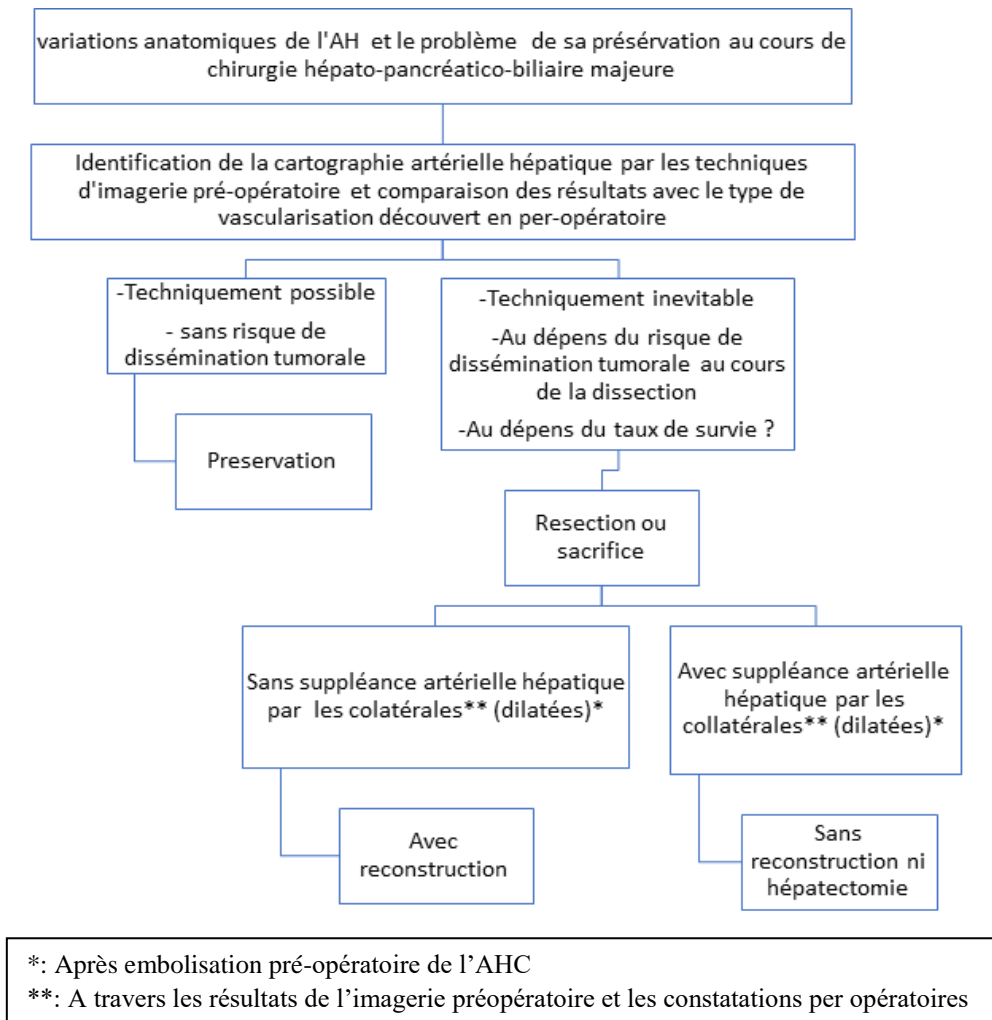 variations anatomiques de l'AH et le problème de sa présérvation au cours de
chirurgie hépato-pancréatico-biliaire majeure
Identification de la cartographie artérielle hépatique par les techniques
d'imagerie pré-opératoire et comparaison des résultats avec le type de
vascularisation découvert en per-opératoire
-Techniquement possible
- sans risque de
dissémination tumorale
-Techniquement inevitable
-Au dépens du risque de
dissémination tumorale au cours
de la dissection
-Au dépens du taux de survie ?
Preservation
Resection ou
sacrifice
Sans suppléance artérielle hépatique
par les colatérales** (dilatées)*
Avec suppléance artérielle
hépatique par les
collatérales** (dilatées)*
Avec
reconstruction
Sans
reconstruction ni
hépatectomie
*: Après embolisation pré-opératoire de l'AHC
**: A travers les résultats de l'imagerie préopératoire et les constatations per opératoires